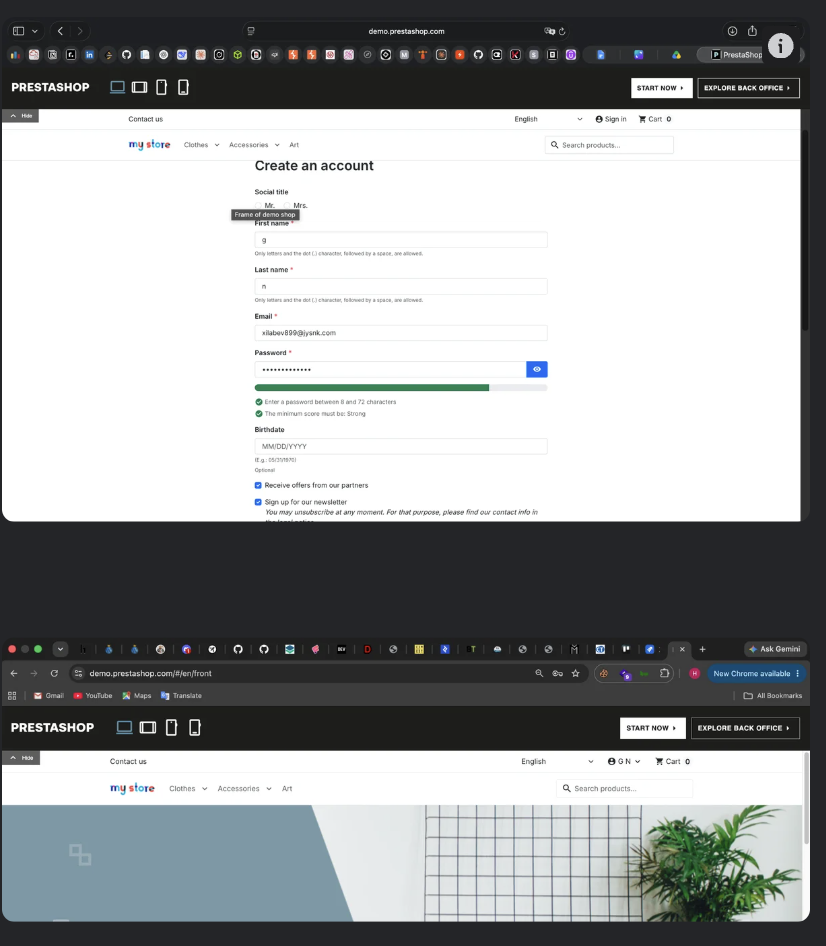 demo.prestashop.com
PrestaShop
PRESTASHOP
START NOW
EXPLORE BACK OFFICE
Hide
Contact us
English
Sign in
Cart 0
my store
Clothes
Accessories
Art
Search products...
Create an account
Social title
Mr.
Mrs.
Frame of demo shop
First name *
g
Only letters and the dot (.) character, followed by a space, are allowed.
Last name *
n
Only letters and the dot (.) character, followed by a space, are allowed.
Email *
xilabev899@jysnk.com
Password *
•••••••••••••
Enter a password between 8 and 72 characters
The minimum score must be: Strong
Birthdate
MM/DD/YYYY
(E.g.: 05/31/1970)
Optional
Receive offers from our partners
Sign up for our newsletter
You may unsubscribe at any moment. For that purpose, please find our contact info in
the legal notice.
Ask Gemini
demo.prestashop.com/#/en/front
New Chrome available
Gmail
YouTube
Maps
Translate
All Bookmarks
PRESTASHOP
START NOW
EXPLORE BACK OFFICE
Hide
Contact us
English
G N
Cart 0
my store
Clothes
Accessories
Art
Search products...